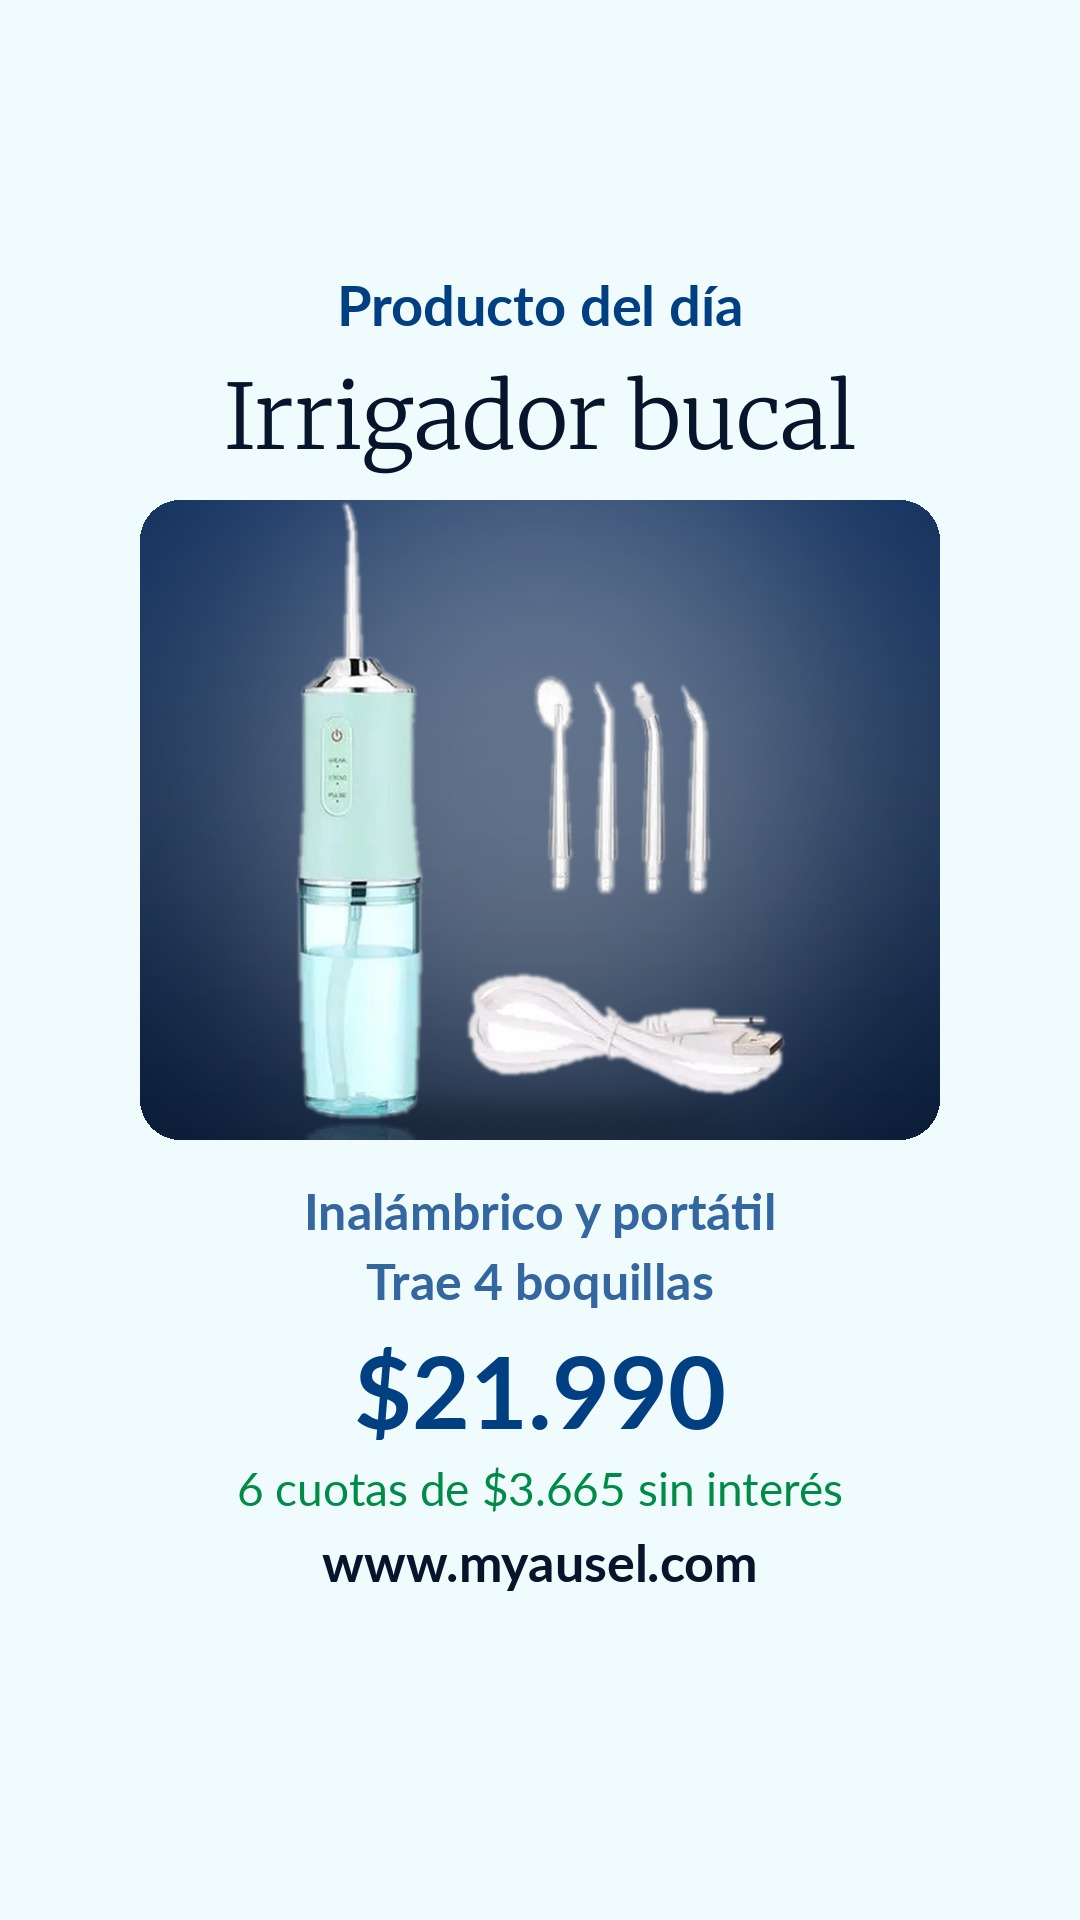 Producto del día
Irrigador bucal
Inalámbrico y portátil
Trae 4 boquillas
$21.990
6 cuotas de $3.665 sin interés
www.myausel.com